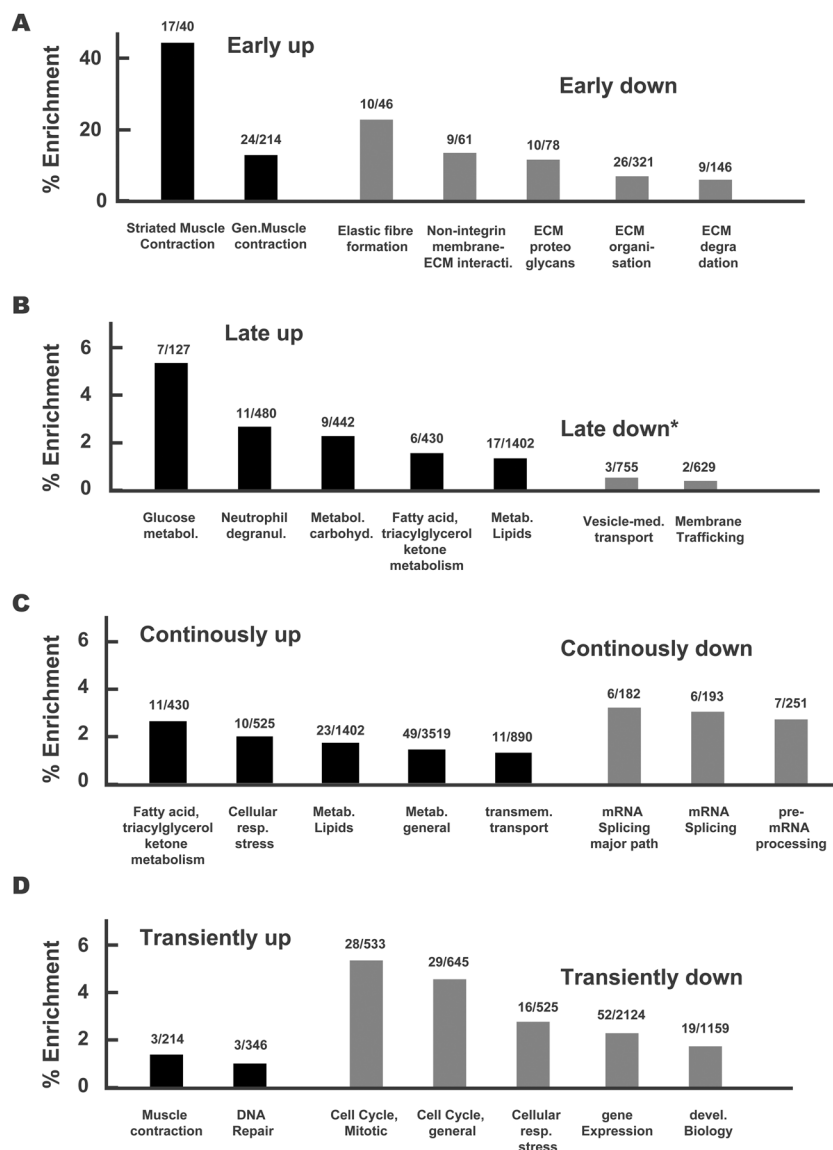 A
17/40
Early up
40
24/214
10/46
Early down
% Enrichment
20
9/61
10/78
26/321
9/146
0
Striated Muscle Contraction
Gen.Muscle contraction
Elastic fibre formation
Non-integrin membrane-ECM interacti.
ECM proteo glycans
ECM organi-sation
ECM degra dation
B
Late up
6
7/127
4
% Enrichment
11/480
9/442
6/430
17/1402
Late down*
2
3/755
2/629
0
Glucose metabol.
Neutrophil degranul.
Metabol. carbohyd.
Fatty acid, triacylglycerol ketone metabolism
Metab. Lipids
Vesicle-med. transport
Membrane Trafficking
C
Continously up
Continously down
6
4
% Enrichment
11/430
10/525
23/1402
49/3519
11/890
6/182
6/193
7/251
2
0
Fatty acid, triacylglycerol ketone metabolism
Cellular resp. stress
Metab. Lipids
Metab. general
transmem. transport
mRNA Splicing major path
mRNA Splicing
pre-mRNA processing
D
Transiently up
6
28/533
29/645
Transiently down
4
% Enrichment
16/525
52/2124
19/1159
2
3/214
3/346
0
Muscle contraction
DNA Repair
Cell Cycle, Mitotic
Cell Cycle, general
Cellular resp. stress
gene Expression
devel. Biology